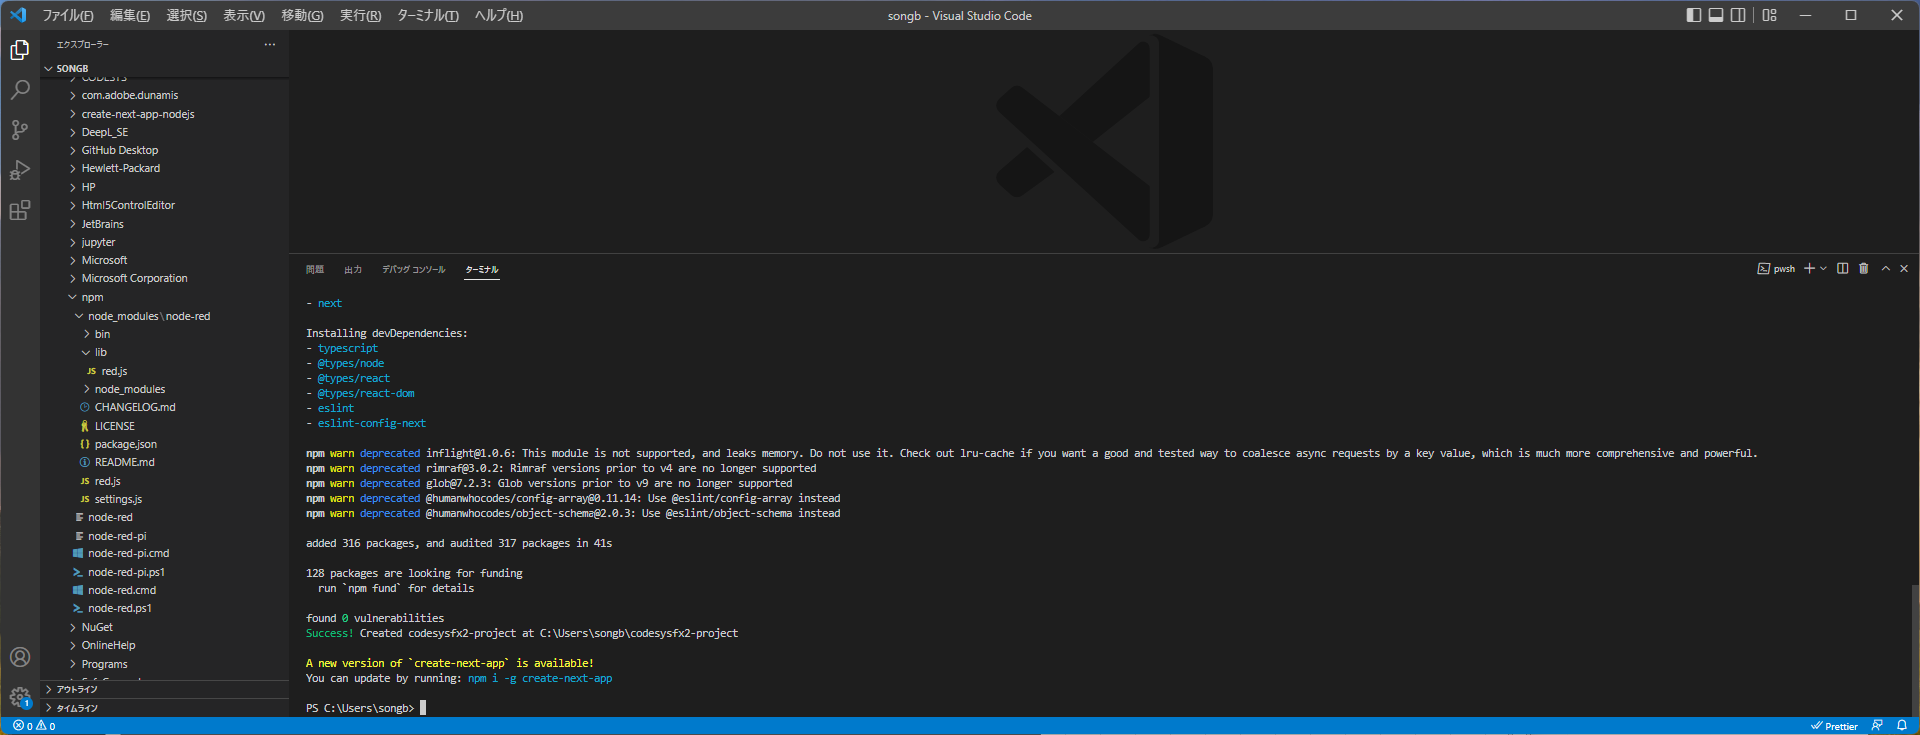 ファイル(F) 編集(E) 選択(S) 表示(V) 移動(G) 実行(R) ターミナル(T) ヘルプ(H) songb - Visual Studio Code
エクスプローラー
SONGB
CODESYS
com.adobe.dunamis
create-next-app-nodejs
DeepL_SE
GitHub Desktop
Hewlett-Packard
HP
Html5ControlEditor
JetBrains
jupyter
Microsoft
Microsoft Corporation
npm
node_modules\node-red
bin
lib
JS red.js
node_modules
CHANGELOG.md
LICENSE
{} package.json
README.md
JS red.js
JS settings.js
node-red
node-red-pi
node-red-pi.cmd
node-red-pi.ps1
node-red.cmd
node-red.ps1
NuGet
OnlineHelp
Programs
アウトライン
タイムライン
問題 出力 デバッグ コンソール ターミナル pwsh
- next
Installing devDependencies:
- typescript
- @types/node
- @types/react
- @types/react-dom
- eslint
- eslint-config-next
npm warn deprecated inflight@1.0.6: This module is not supported, and leaks memory. Do not use it. Check out lru-cache if you want a good and tested way to coalesce async requests by a key value, which is much more comprehensive and powerful.
npm warn deprecated rimraf@3.0.2: Rimraf versions prior to v4 are no longer supported
npm warn deprecated glob@7.2.3: Glob versions prior to v9 are no longer supported
npm warn deprecated @humanwhocodes/config-array@0.11.14: Use @eslint/config-array instead
npm warn deprecated @humanwhocodes/object-schema@2.0.3: Use @eslint/object-schema instead
added 316 packages, and audited 317 packages in 41s
128 packages are looking for funding
run `npm fund` for details
found 0 vulnerabilities
Success! Created codesysfx2-project at C:\Users\songb\codesysfx2-project
A new version of `create-next-app` is available!
You can update by running: npm i -g create-next-app
PS C:\Users\songb>
1
0 0 Prettier